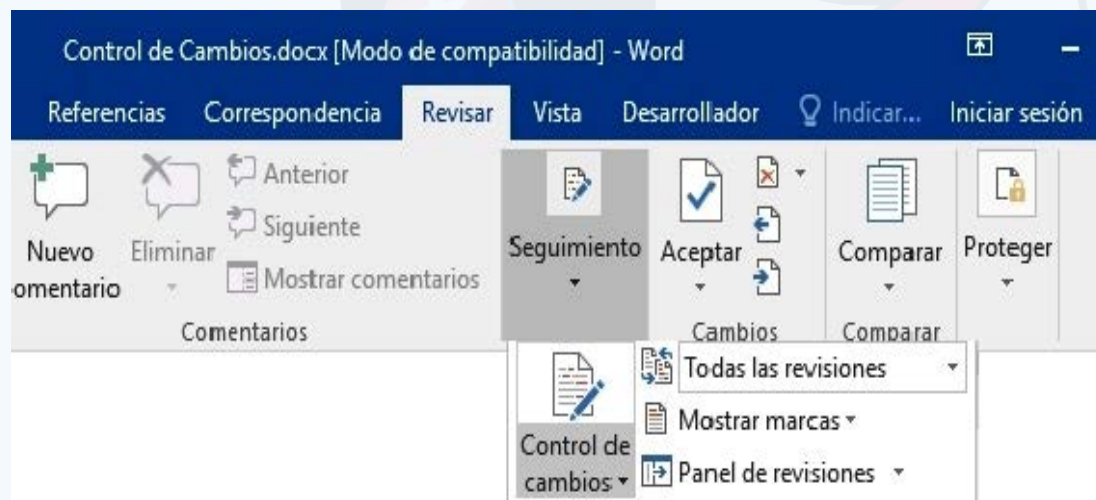 Control de Cambios.docx [Modo de compatibilidad] - Word
Referencias Correspondencia Revisar Vista Desarrollador Indicar... Iniciar sesión
Nuevo
omentario
Eliminar
Anterior
Siguiente
Mostrar comentarios
Comentarios
Seguimiento
Aceptar
Cambios
Comparar
Comparar
Proteger
Control de
cambios
Todas las revisiones
Mostrar marcas
Panel de revisiones